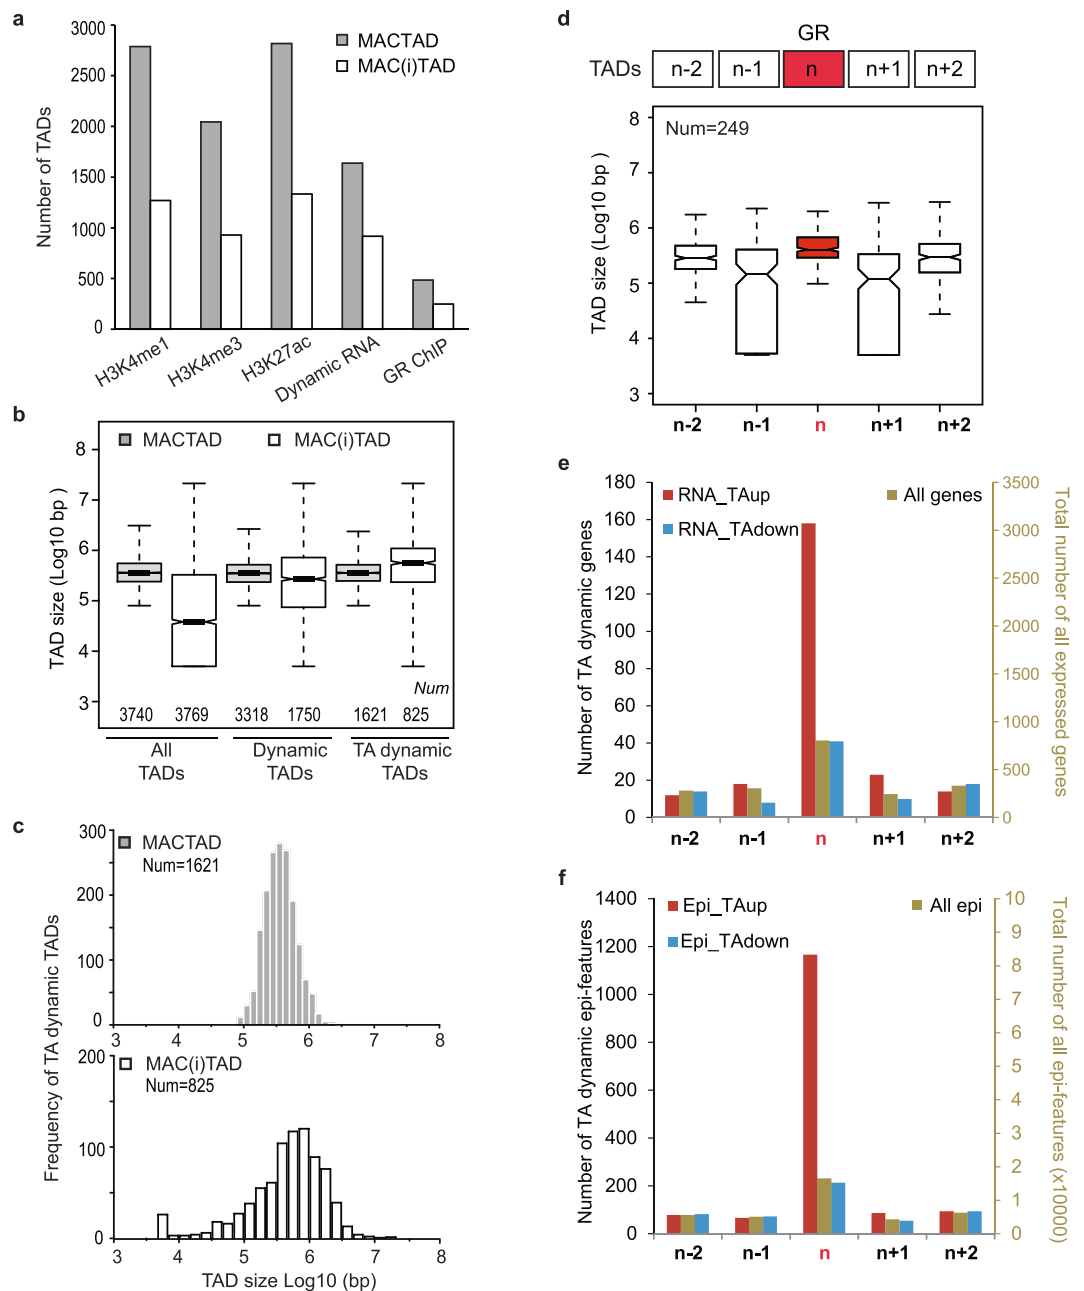 a
3000
2500
2000
1500
1000
500
0
Number of TADs
MACTAD
MAC(i)TAD
H3K4me1
H3K4me3
H3K27ac
Dynamic RNA
GR ChIP
b
8
7
6
5
4
3
TAD size (Log10 bp )
MACTAD
MAC(i)TAD
Num
3740 3769 3318 1750 1621 825
All TADs
Dynamic TADs
TA dynamic TADs
c
Frequency of TA dynamic TADs
300
200
100
0
MACTAD
Num=1621
3 4 5 6 7 8
200
100
0
MAC(i)TAD
Num=825
3 4 5 6 7 8
TAD size Log10 (bp)
d
GR
TADs n-2 n-1 n n+1 n+2
TAD size (Log10 bp)
8
7
6
5
4
3
Num=249
n-2 n-1 n n+1 n+2
e
Number of TA dynamic genes
180
160
140
120
100
80
60
40
20
0
RNA_TAup
RNA_TAdown
All genes
3500
3000
2500
2000
1500
1000
500
0
Total number of all expressed genes
n-2 n-1 n n+1 n+2
f
Number of TA dynamic epi-features
1400
1200
1000
800
600
400
200
0
Epi_TAup
Epi_TAdown
All epi
10
9
8
7
6
5
4
3
2
1
0
Total number of all epi-features (x10000)
n-2 n-1 n n+1 n+2